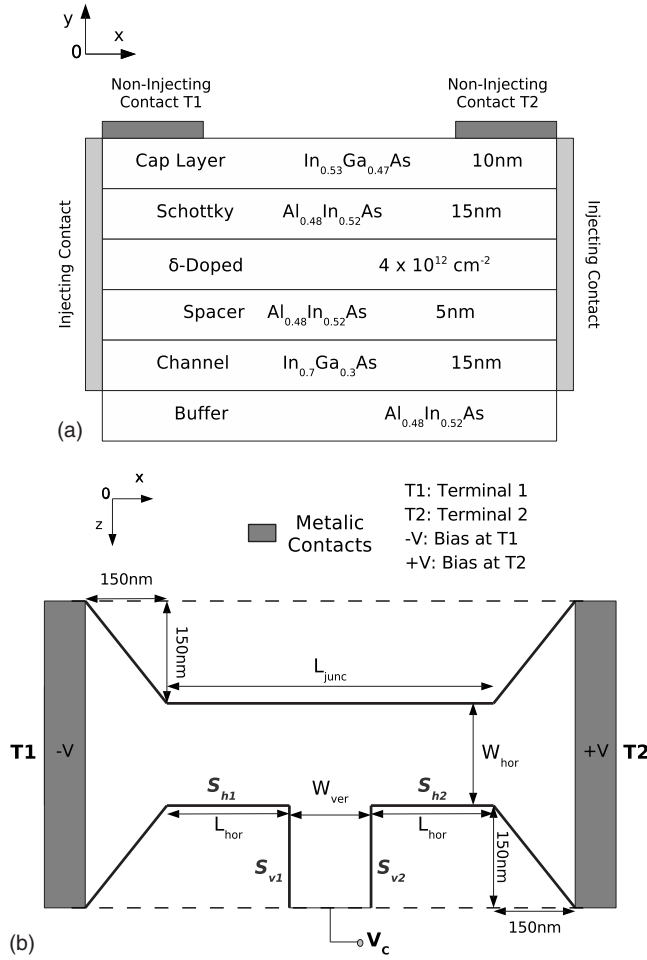 y
x
0
Non-Injecting
Contact T1
Non-Injecting
Contact T2
Injecting Contact
Cap Layer In0.53Ga0.47As 10nm
Schottky Al0.48In0.52As 15nm
δ-Doped 4 x 10¹² cm⁻²
Spacer Al0.48In0.52As 5nm
Channel In0.7Ga0.3As 15nm
Buffer Al0.48In0.52As
Injecting Contact
(a)
0 x
z
Metalic
Contacts
T1: Terminal 1
T2: Terminal 2
-V: Bias at T1
+V: Bias at T2
150nm
150nm
Ljunc
T1 -V
+V T2
Whor
Sh1
Wver
Sh2
Lhor
Lhor
Sv1
Sv2
150nm
150nm
VC
(b)